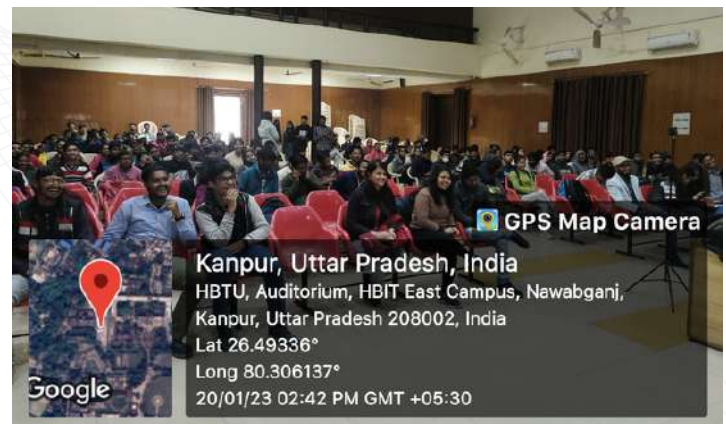 GPS Map Camera
Kanpur, Uttar Pradesh, India
HBTU, Auditorium, HBIT East Campus, Nawabganj,
Kanpur, Uttar Pradesh 208002, India
Lat 26.49336°
Long 80.306137°
20/01/23 02:42 PM GMT +05:30
Google